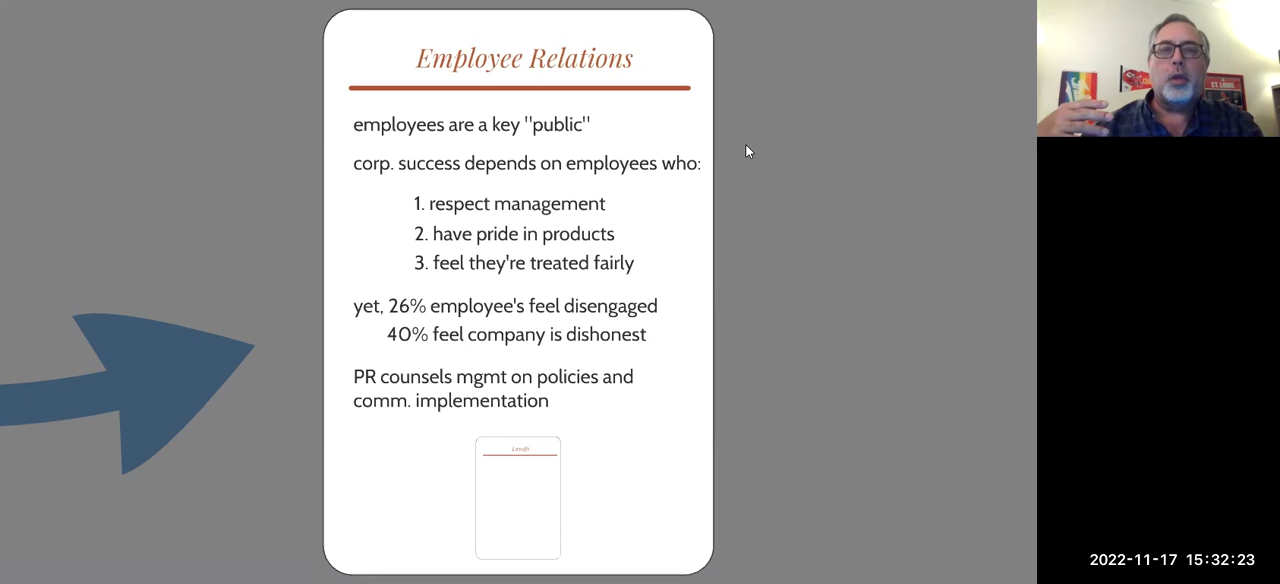 Employee Relations
employees are a key "public"
corp. success depends on employees who:
1. respect management
2. have pride in products
3. feel they're treated fairly
yet, 26% employee's feel disengaged
40% feel company is dishonest
PR counsels mgmt on policies and
comm. implementation
Layoffs
ST. LOUIS
2022-11-17 15:32:23